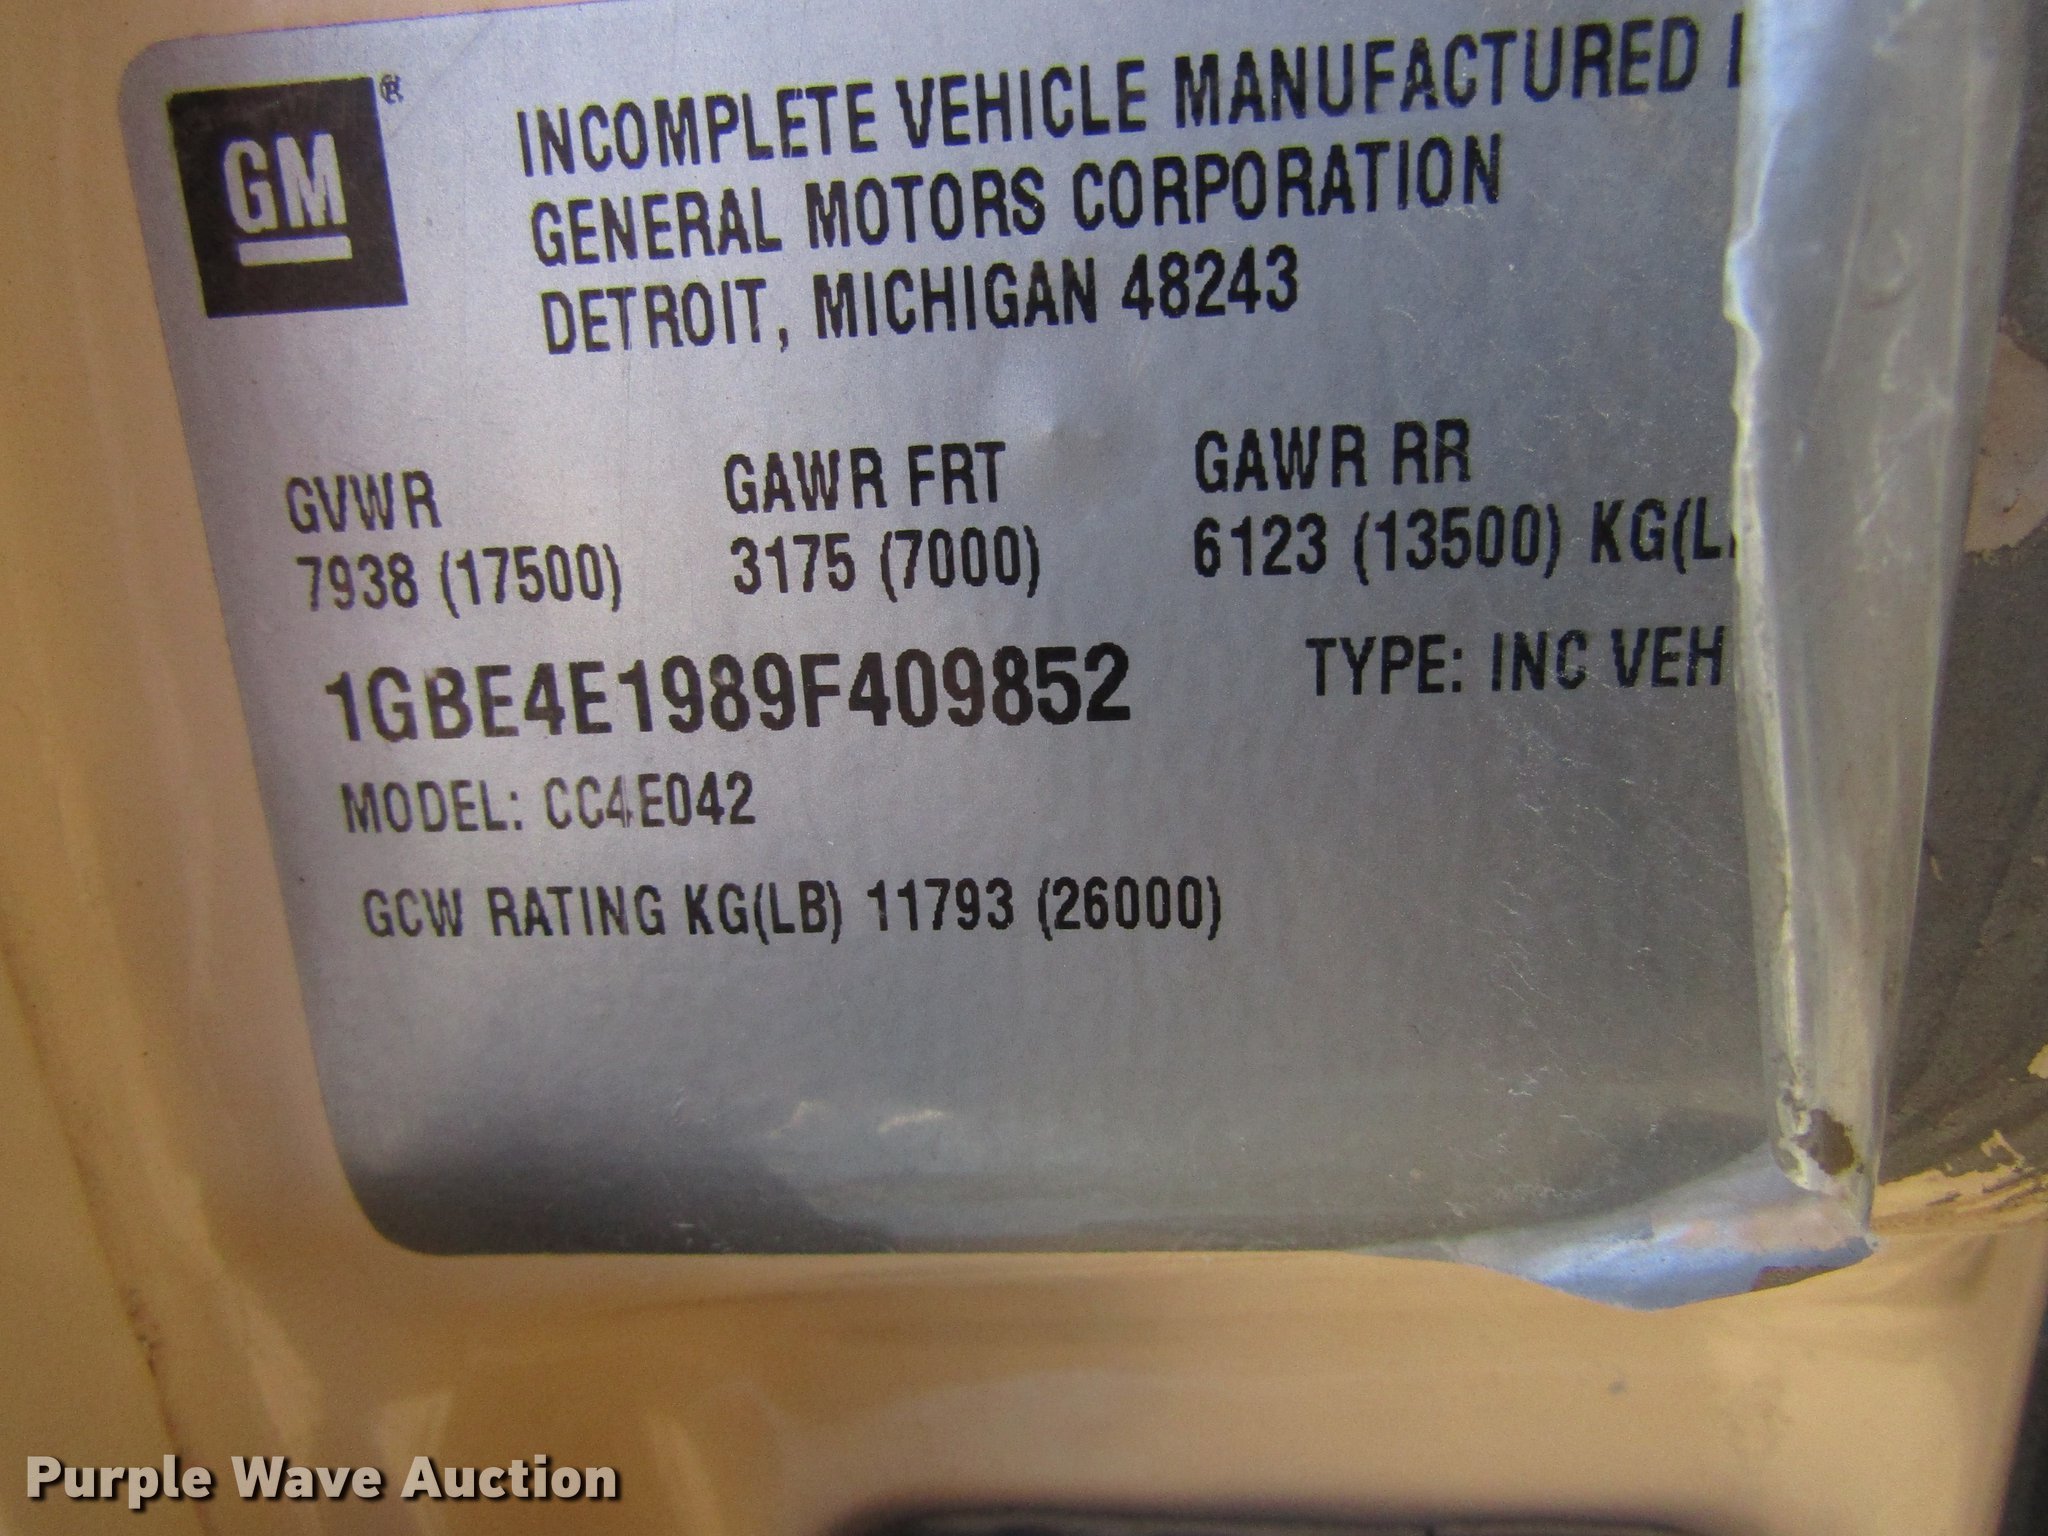 GM ®
INCOMPLETE VEHICLE MANUFACTURED
GENERAL MOTORS CORPORATION
DETROIT, MICHIGAN 48243
GVWR GAWR FRT GAWR RR
7938 (17500) 3175 (7000) 6123 (13500) KG(L
1GBE4E1989F409852 TYPE: INC VEH
MODEL: CC4E042
GCW RATING KG(LB) 11793 (26000)
Purple Wave Auction